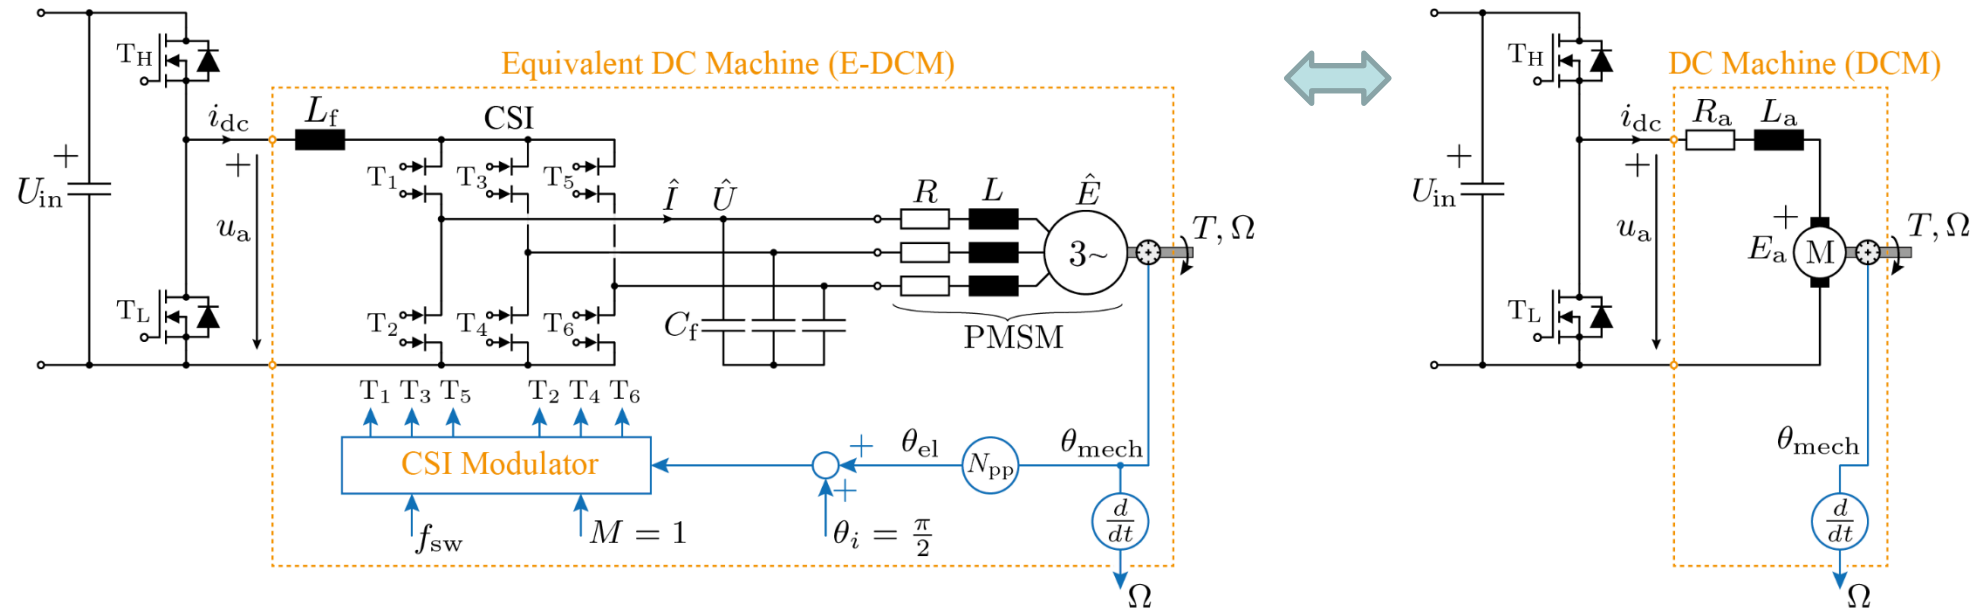 Equivalent DC Machine (E-DCM)
DC Machine (DCM)
T_H
i_dc
L_f
CSI
+
U_in
+
u_a
T_L
T_1
T_3
T_5
Î
Û
R
L
Ê
3~
T, Ω
T_2
T_4
T_6
C_f
PMSM
T_1 T_3 T_5 T_2 T_4 T_6
CSI Modulator
+
+
θ_el
N_pp
θ_mech
f_sw
M = 1
θ_i = π/2
d/dt
Ω
T_H
i_dc
R_a
L_a
+
U_in
+
u_a
+
E_a
M
T, Ω
T_L
θ_mech
d/dt
Ω